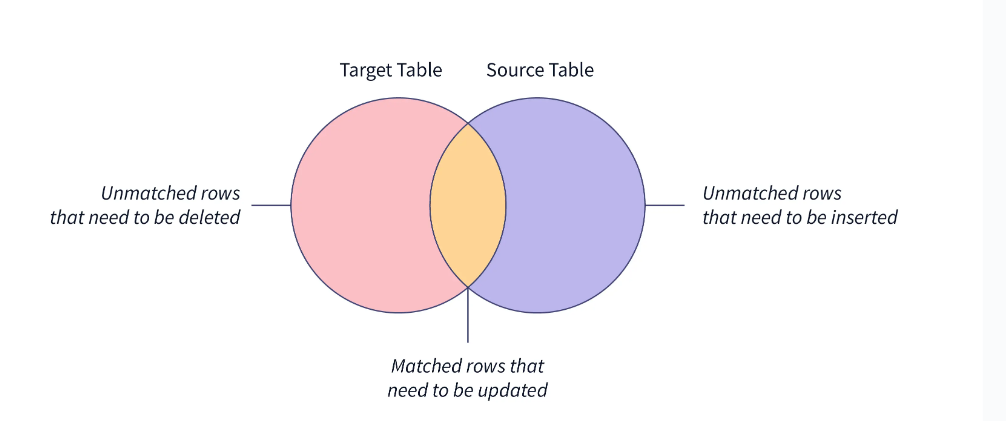 Target Table
Source Table
Unmatched rows
that need to be deleted
Unmatched rows
that need to be inserted
Matched rows that
need to be updated